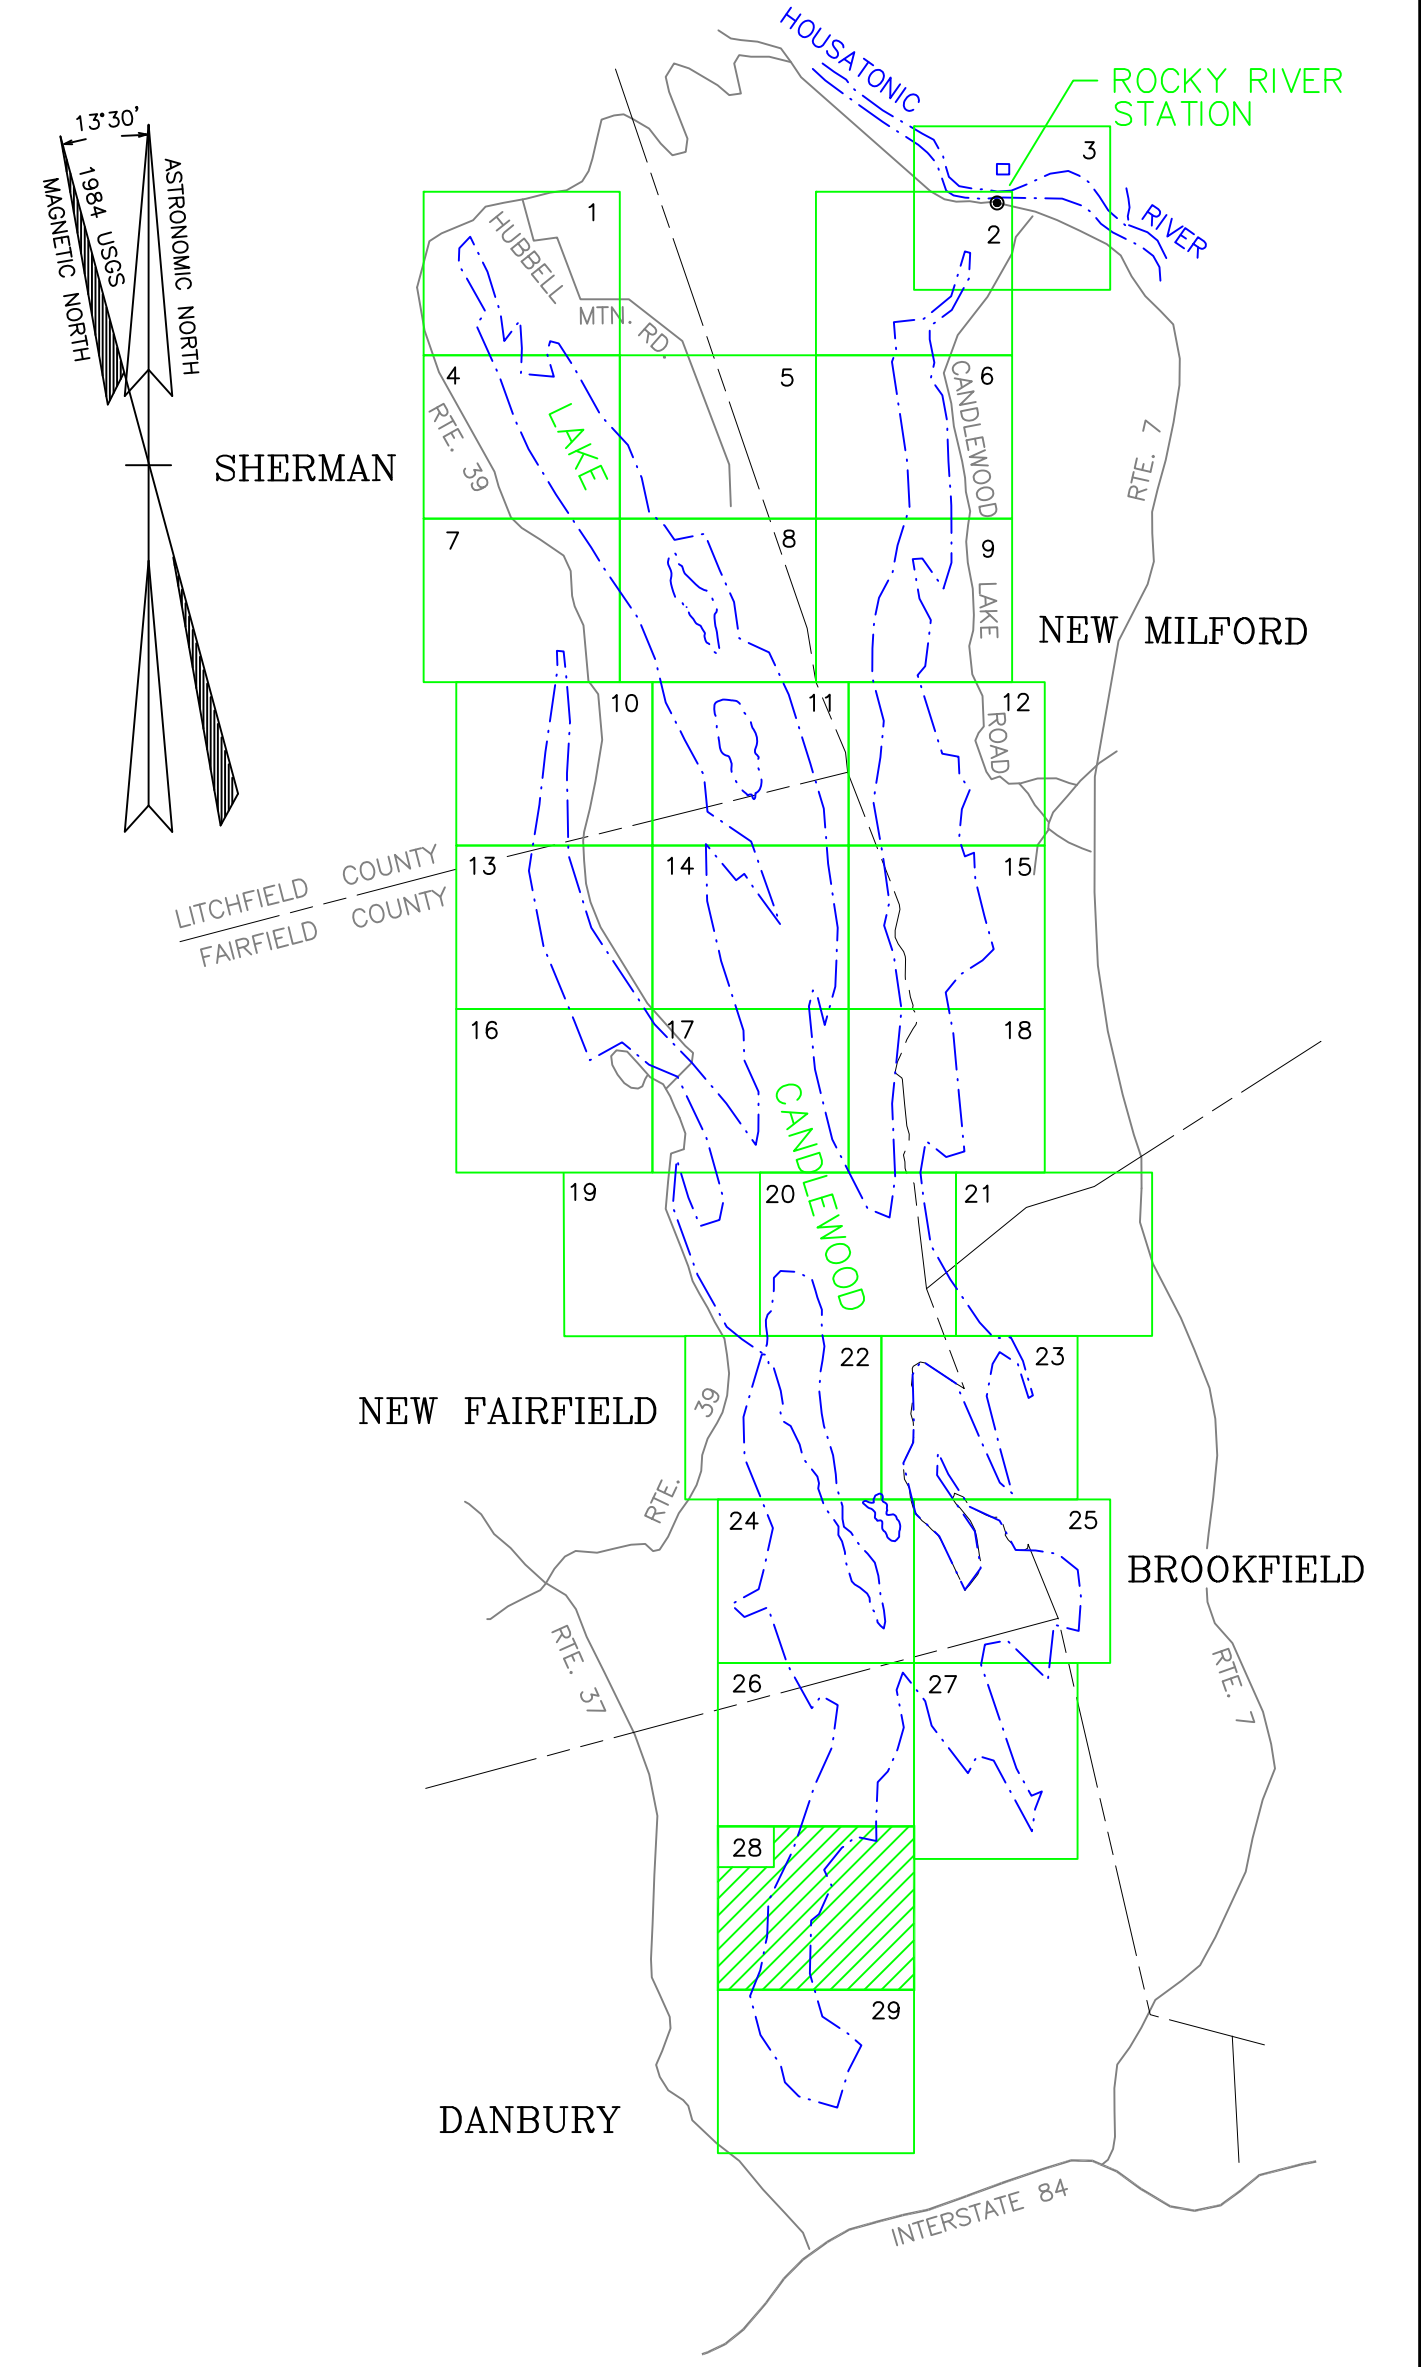 HOUSATONIC
ROCKY RIVER
STATION
13°30'
ASTRONOMIC NORTH
1984 USGS
MAGNETIC NORTH
3
1
2
RIVER
HUBBELL
MTN. RD.
4
5
6
RTE. 39
LAKE
CANDLEWOOD
RTE. 7
SHERMAN
7
8
9
LAKE
NEW MILFORD
10
11
12
ROAD
LITCHFIELD COUNTY
FAIRFIELD COUNTY
13
14
15
16
17
18
CANDLEWOOD
19
20
21
22
23
NEW FAIRFIELD
RTE. 39
24
25
BROOKFIELD
RTE. 37
RTE. 7
26
27
28
29
DANBURY
INTERSTATE 84